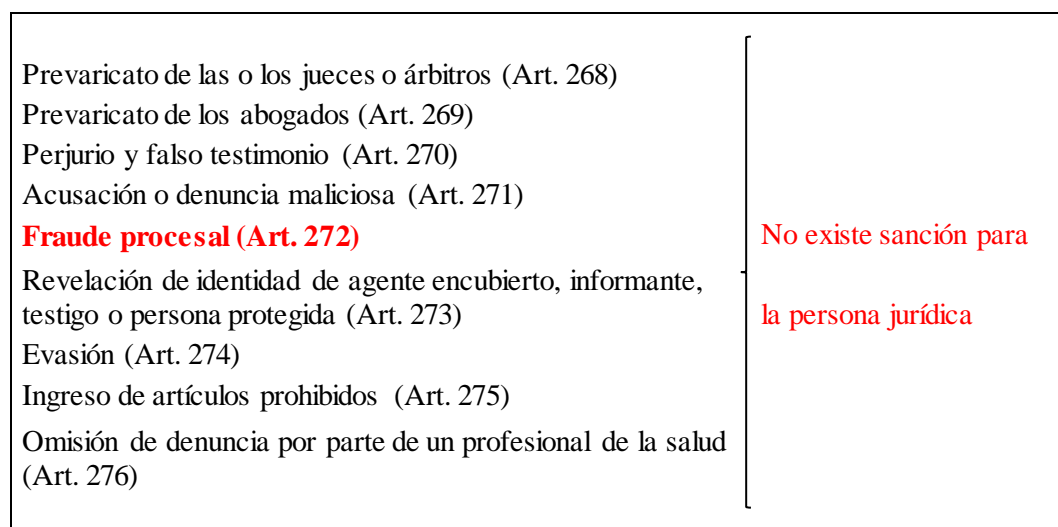 Prevaricato de las o los jueces o árbitros (Art. 268)
Prevaricato de los abogados (Art. 269)
Perjurio y falso testimonio (Art. 270)
Acusación o denuncia maliciosa (Art. 271)
Fraude procesal (Art. 272)
Revelación de identidad de agente encubierto, informante,
testigo o persona protegida (Art. 273)
Evasión (Art. 274)
Ingreso de artículos prohibidos (Art. 275)
Omisión de denuncia por parte de un profesional de la salud
(Art. 276)
No existe sanción para
la persona jurídica